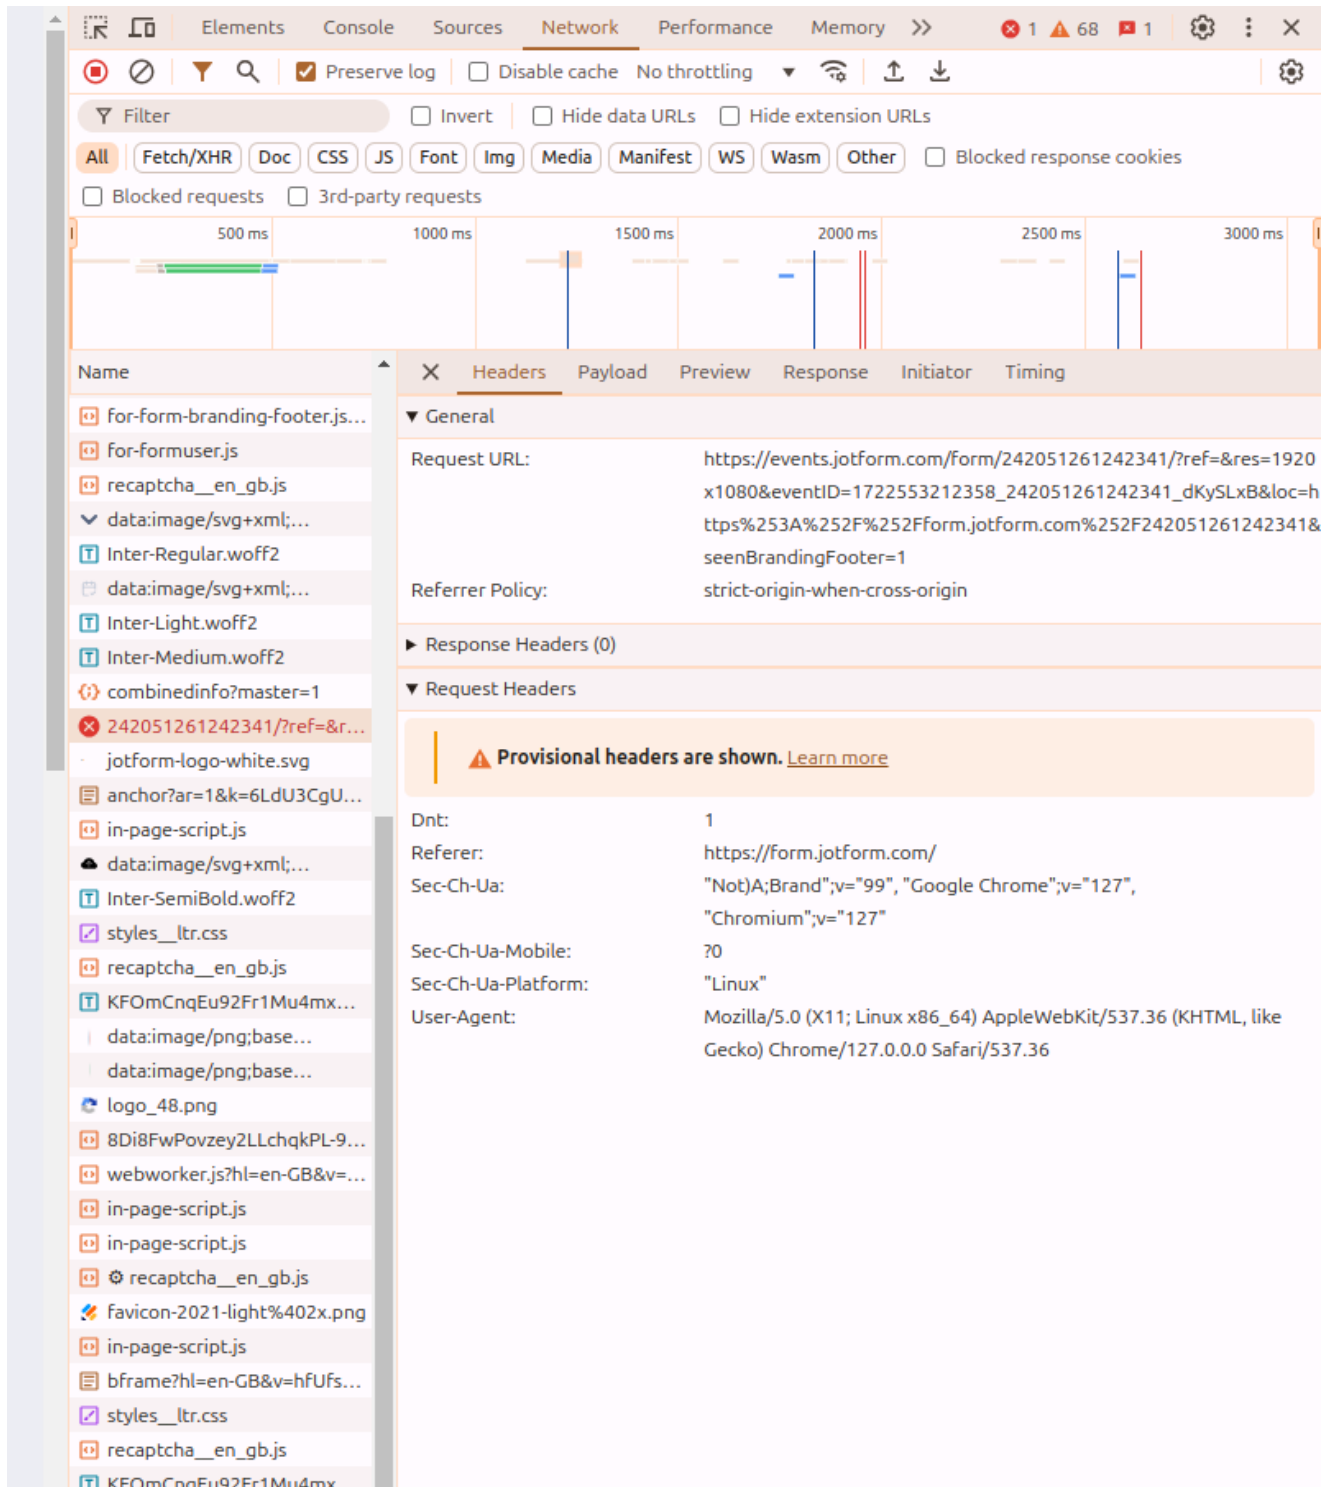 Elements Console Sources Network Performance Memory 1 68 1
Preserve log Disable cache No throttling
Filter Invert Hide data URLs Hide extension URLs
All Fetch/XHR Doc CSS JS Font Img Media Manifest WS Wasm Other Blocked response cookies
Blocked requests 3rd-party requests
500 ms 1000 ms 1500 ms 2000 ms 2500 ms 3000 ms
Name
for-form-branding-footer.js...
for-formuser.js
recaptcha__en_gb.js
data:image/svg+xml;...
Inter-Regular.woff2
data:image/svg+xml;...
Inter-Light.woff2
Inter-Medium.woff2
combinedinfo?master=1
242051261242341/?ref=&r...
jotform-logo-white.svg
anchor?ar=1&k=6LdU3CgU...
in-page-script.js
data:image/svg+xml;...
Inter-SemiBold.woff2
styles__ltr.css
recaptcha__en_gb.js
KFOmCnqEu92Fr1Mu4mx...
data:image/png;base...
data:image/png;base...
logo_48.png
8Di8FwPovzey2LLchqkPL-9...
webworker.js?hl=en-GB&v=...
in-page-script.js
in-page-script.js
recaptcha__en_gb.js
favicon-2021-light%402x.png
in-page-script.js
bframe?hl=en-GB&v=hfUfs...
styles__ltr.css
recaptcha__en_gb.js
KFOmCnqEu92Fr1Mu4mx
Headers Payload Preview Response Initiator Timing
General
Request URL: https://events.jotform.com/form/242051261242341/?ref=&res=1920
x1080&eventID=1722553212358_242051261242341_dKySLxB&loc=h
ttps%253A%252F%252Fform.jotform.com%252F242051261242341&
seenBrandingFooter=1
Referrer Policy: strict-origin-when-cross-origin
Response Headers (0)
Request Headers
Provisional headers are shown. Learn more
Dnt: 1
Referer: https://form.jotform.com/
Sec-Ch-Ua: "Not)A;Brand";v="99", "Google Chrome";v="127",
"Chromium";v="127"
Sec-Ch-Ua-Mobile: ?0
Sec-Ch-Ua-Platform: "Linux"
User-Agent: Mozilla/5.0 (X11; Linux x86_64) AppleWebKit/537.36 (KHTML, like
Gecko) Chrome/127.0.0.0 Safari/537.36